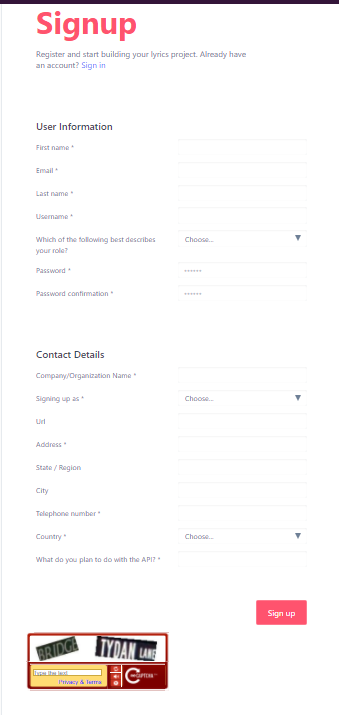 Signup
Register and start building your lyrics project. Already have
an account? Sign in
User Information
First name *
Email *
Last name *
Username *
Which of the following best describes
your role?
Choose...
Password *
******
Password confirmation *
******
Contact Details
Company/Organization Name *
Signing up as *
Choose...
Url
Address *
State / Region
City
Telephone number *
Country *
Choose...
What do you plan to do with the API? *
Sign up
BRIDGE TYDAN LANE
Type the text
Privacy & Terms